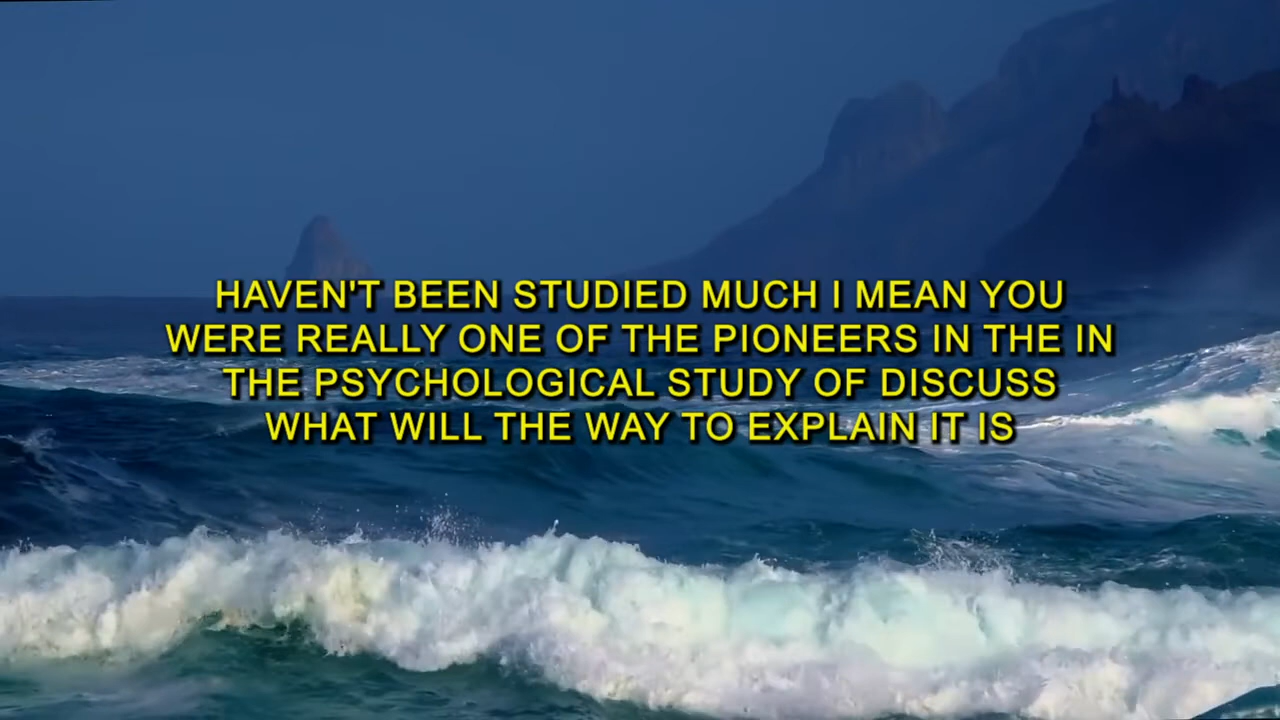 HAVEN'T BEEN STUDIED MUCH I MEAN YOU
WERE REALLY ONE OF THE PIONEERS IN THE IN
THE PSYCHOLOGICAL STUDY OF DISCUSS
WHAT WILL THE WAY TO EXPLAIN IT IS